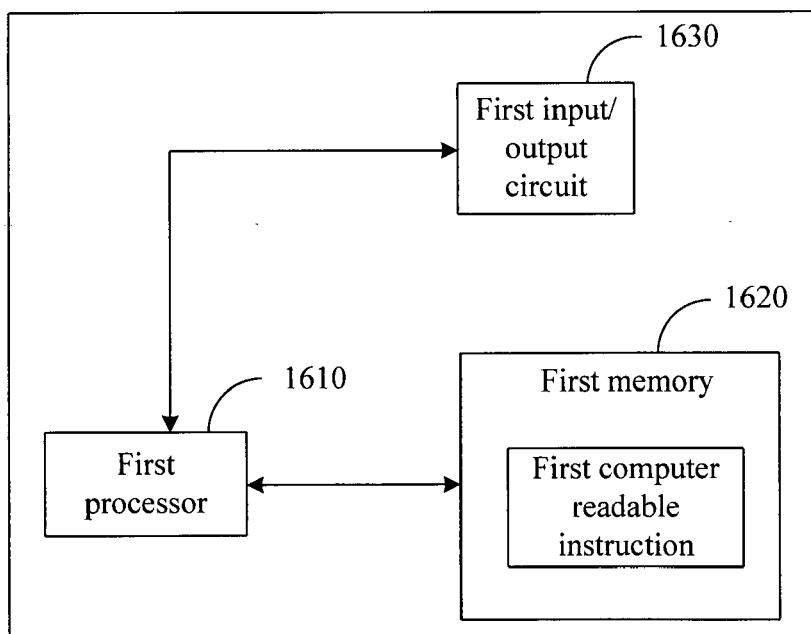 1630
First input/
output
circuit
1620
First memory
1610
First
processor
First computer
readable
instruction